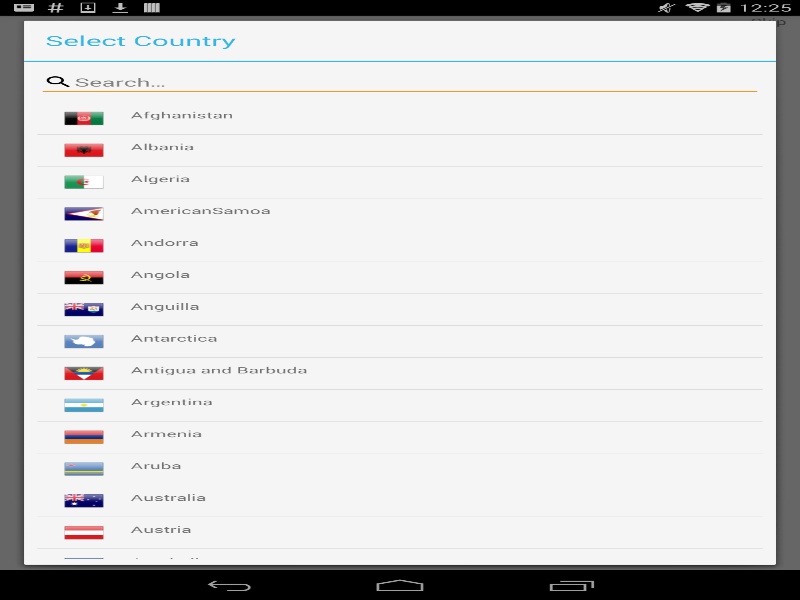 # 12:25
Select Country
Search...
Afghanistan
Albania
Algeria
AmericanSamoa
Andorra
Angola
Anguilla
Antarctica
Antigua and Barbuda
Argentina
Armenia
Aruba
Australia
Austria